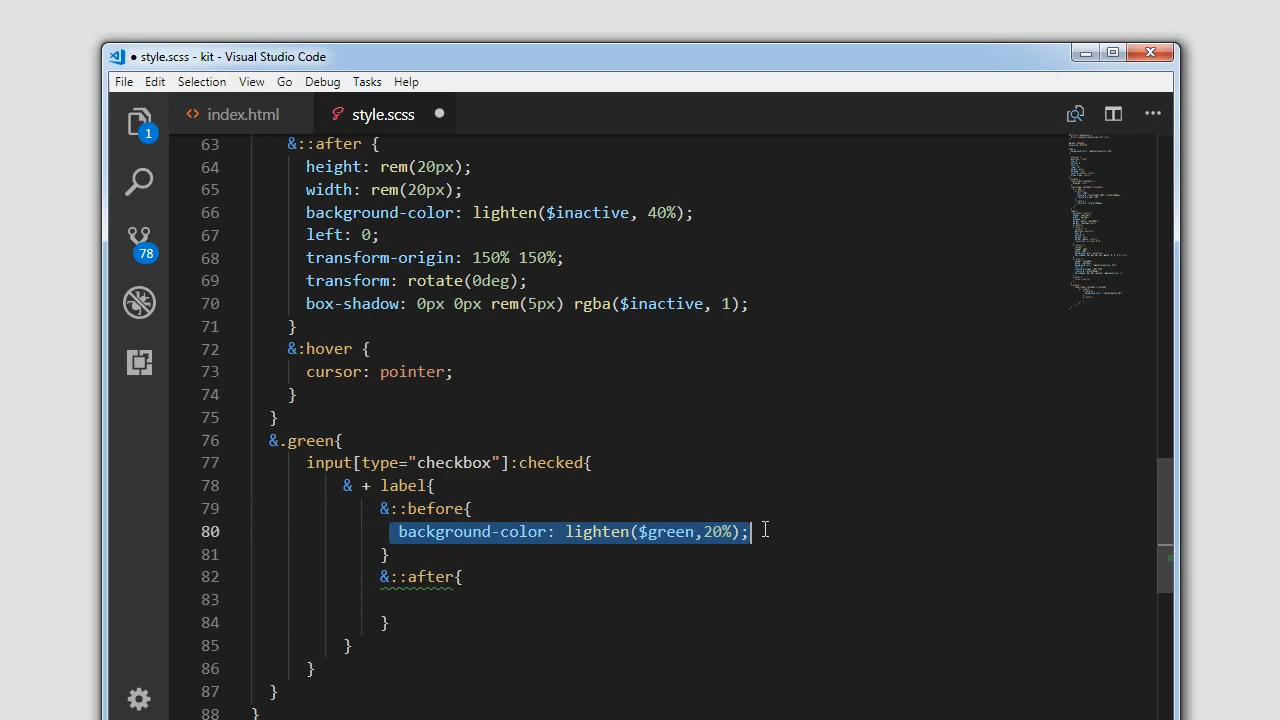 ● style.scss - kit - Visual Studio Code
File Edit Selection View Go Debug Tasks Help
index.html style.scss
1
78
63 &::after {
64 height: rem(20px);
65 width: rem(20px);
66 background-color: lighten($inactive, 40%);
67 left: 0;
68 transform-origin: 150% 150%;
69 transform: rotate(0deg);
70 box-shadow: 0px 0px rem(5px) rgba($inactive, 1);
71 }
72 &:hover {
73 cursor: pointer;
74 }
75 }
76 &.green{
77 input[type="checkbox"]:checked{
78 & + label{
79 &::before{
80 background-color: lighten($green,20%);
81 }
82 &::after{
83
84 }
85 }
86 }
87 }
88 }